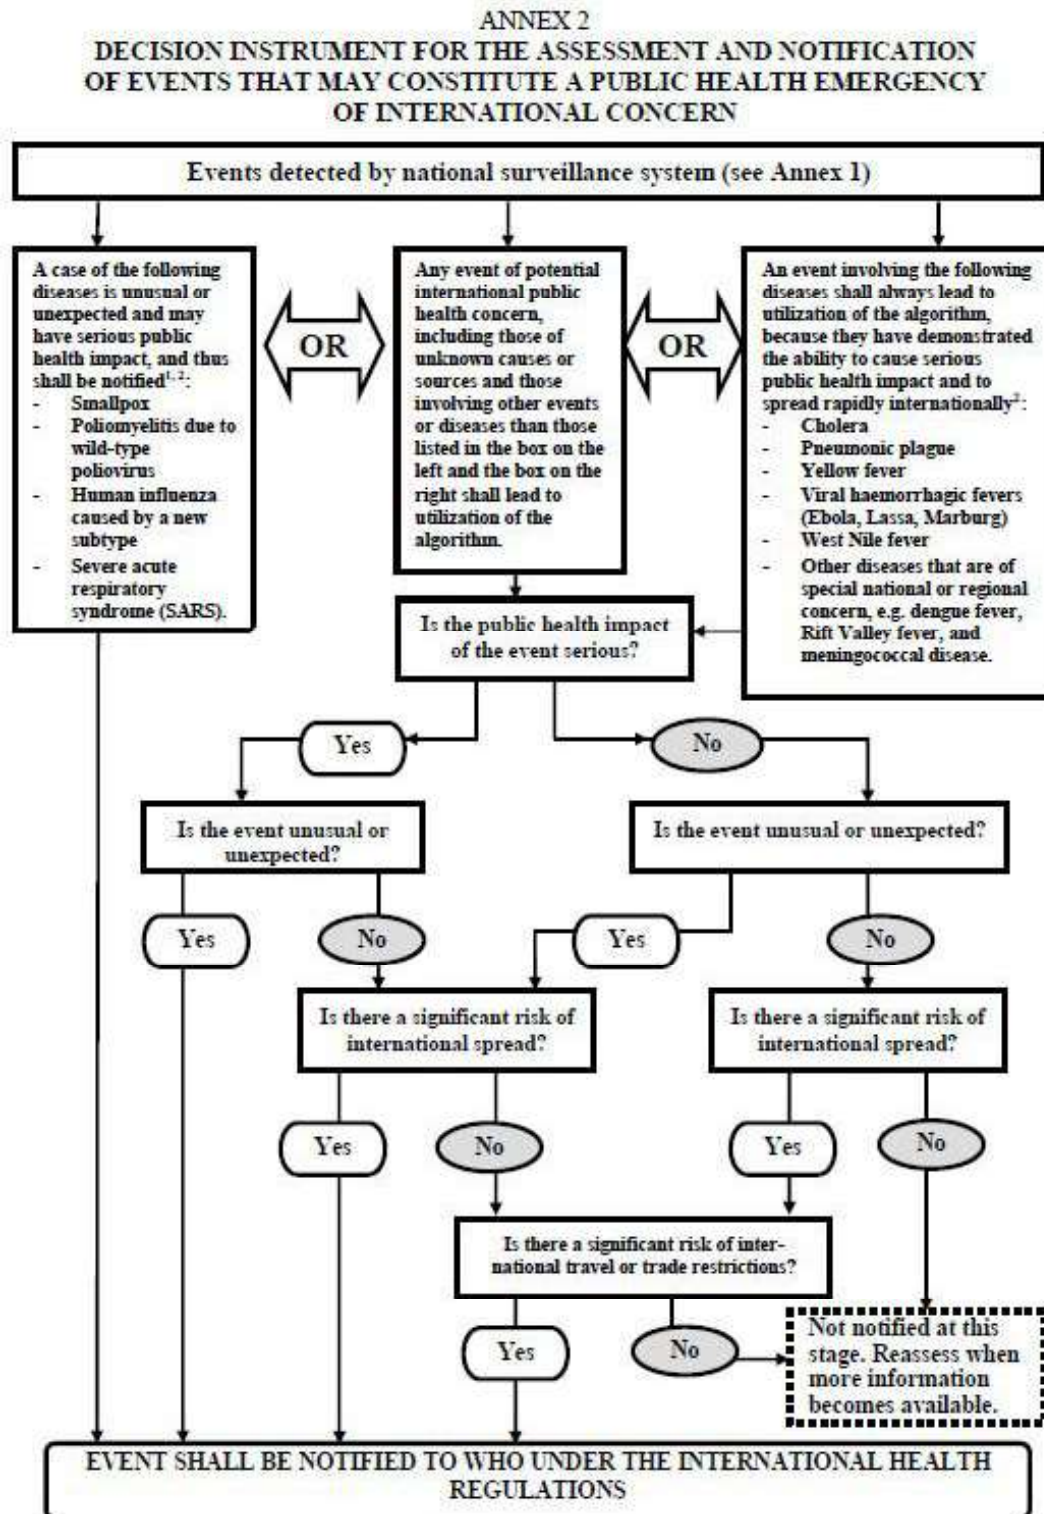 ANNEX 2
DECISION INSTRUMENT FOR THE ASSESSMENT AND NOTIFICATION
OF EVENTS THAT MAY CONSTITUTE A PUBLIC HEALTH EMERGENCY
OF INTERNATIONAL CONCERN
Events detected by national surveillance system (see Annex 1)
A case of the following
diseases is unusual or
unexpected and may
have serious public
health impact, and thus
shall be notified1, 2:
- Smallpox
- Poliomyelitis due to
wild-type
poliovirus
- Human influenza
caused by a new
subtype
- Severe acute
respiratory
syndrome (SARS).
OR
Any event of potential
international public
health concern,
including those of
unknown causes or
sources and those
involving other events
or diseases than those
listed in the box on the
left and the box on the
right shall lead to
utilization of the
algorithm.
OR
An event involving the following
diseases shall always lead to
utilization of the algorithm,
because they have demonstrated
the ability to cause serious
public health impact and to
spread rapidly internationally2:
- Cholera
- Pneumonic plague
- Yellow fever
- Viral haemorrhagic fevers
(Ebola, Lassa, Marburg)
- West Nile fever
- Other diseases that are of
special national or regional
concern, e.g. dengue fever,
Rift Valley fever, and
meningococcal disease.
Is the public health impact
of the event serious?
Yes
No
Is the event unusual or
unexpected?
Is the event unusual or unexpected?
Yes
No
Yes
No
Is there a significant risk of
international spread?
Is there a significant risk of
international spread?
Yes
No
Yes
No
Is there a significant risk of inter-
national travel or trade restrictions?
Yes
No
Not notified at this
stage. Reassess when
more information
becomes available.
EVENT SHALL BE NOTIFIED TO WHO UNDER THE INTERNATIONAL HEALTH
REGULATIONS